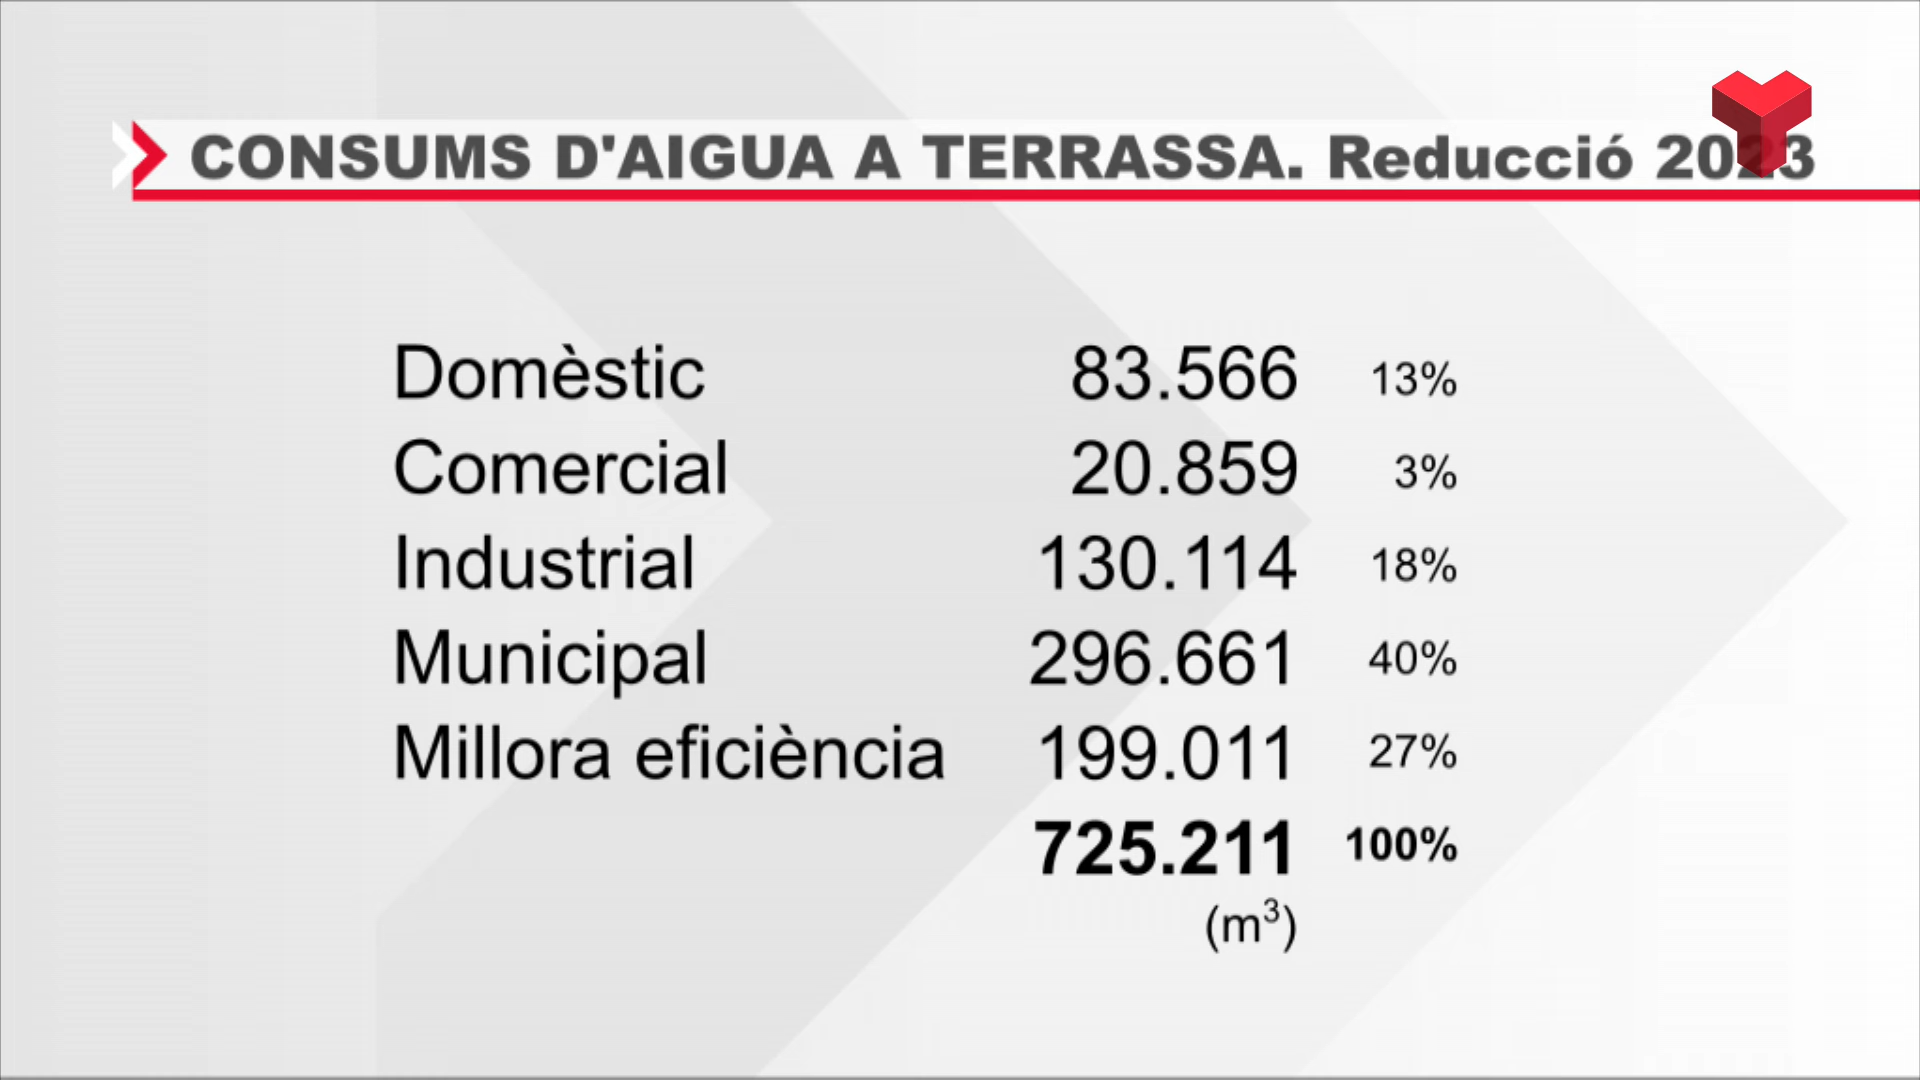 CONSUMS D'AIGUA A TERRASSA. Reducció 2023
Domèstic 83.566 13%
Comercial 20.859 3%
Industrial 130.114 18%
Municipal 296.661 40%
Millora eficiència 199.011 27%
725.211 100%
(m³)